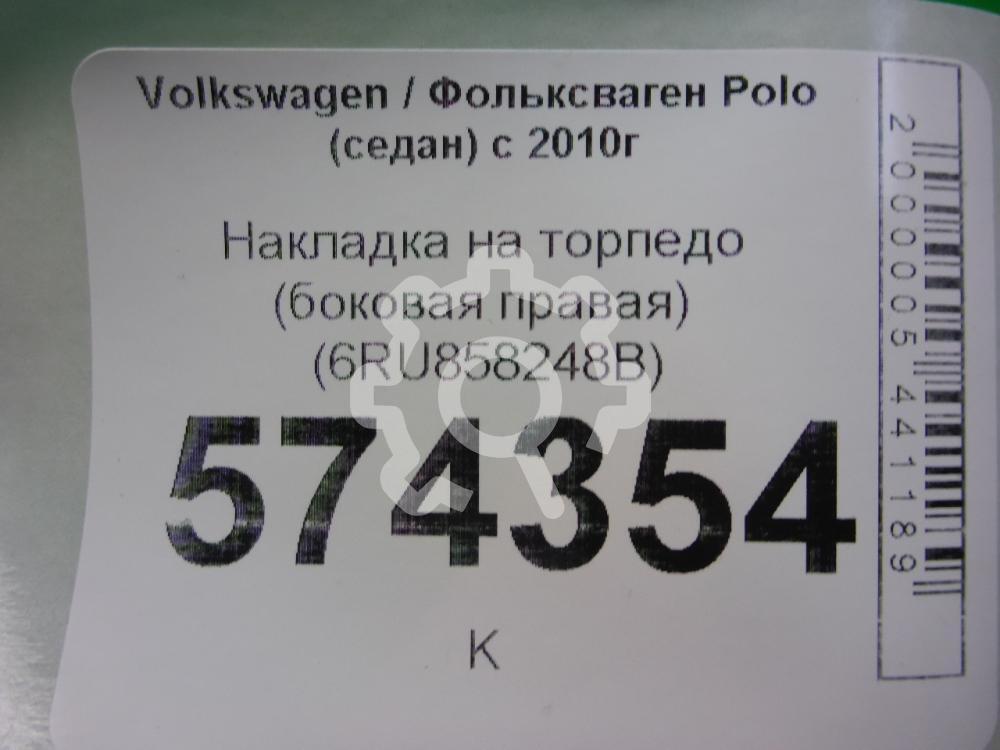 Volkswagen / Фольксваген Polo
(седан) с 2010г
Накладка на торпедо
(боковая правая)
(6RU858248B)
574354
К
2000005441189